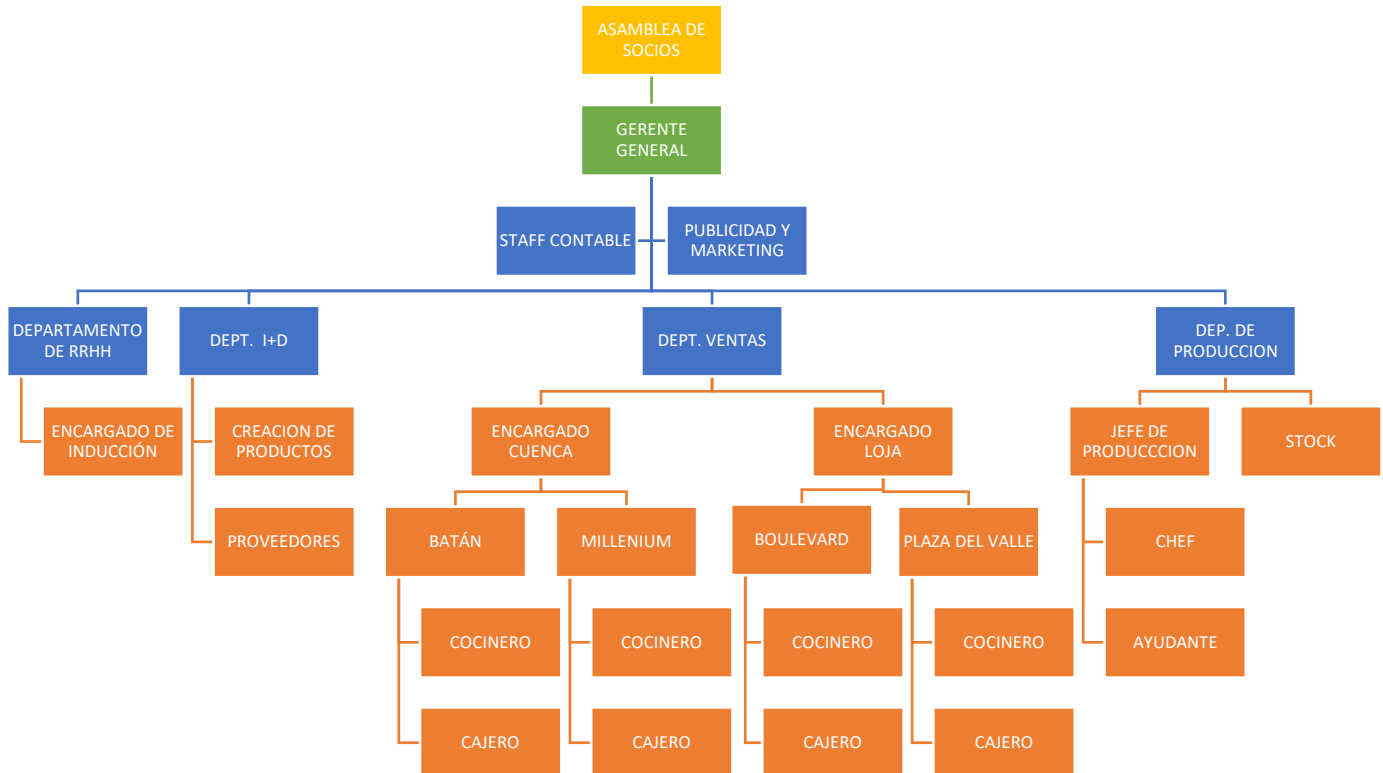 ASAMBLEA DE
SOCIOS
GERENTE
GENERAL
STAFF CONTABLE
PUBLICIDAD Y
MARKETING
DEPARTAMENTO
DE RRHH
DEPT. I+D
DEPT. VENTAS
DEP. DE
PRODUCCION
ENCARGADO DE
INDUCCIÓN
CREACION DE
PRODUCTOS
ENCARGADO
CUENCA
ENCARGADO
LOJA
JEFE DE
PRODUCCCION
STOCK
PROVEEDORES
BATÁN
MILLENIUM
BOULEVARD
PLAZA DEL VALLE
CHEF
COCINERO
COCINERO
COCINERO
COCINERO
AYUDANTE
CAJERO
CAJERO
CAJERO
CAJERO